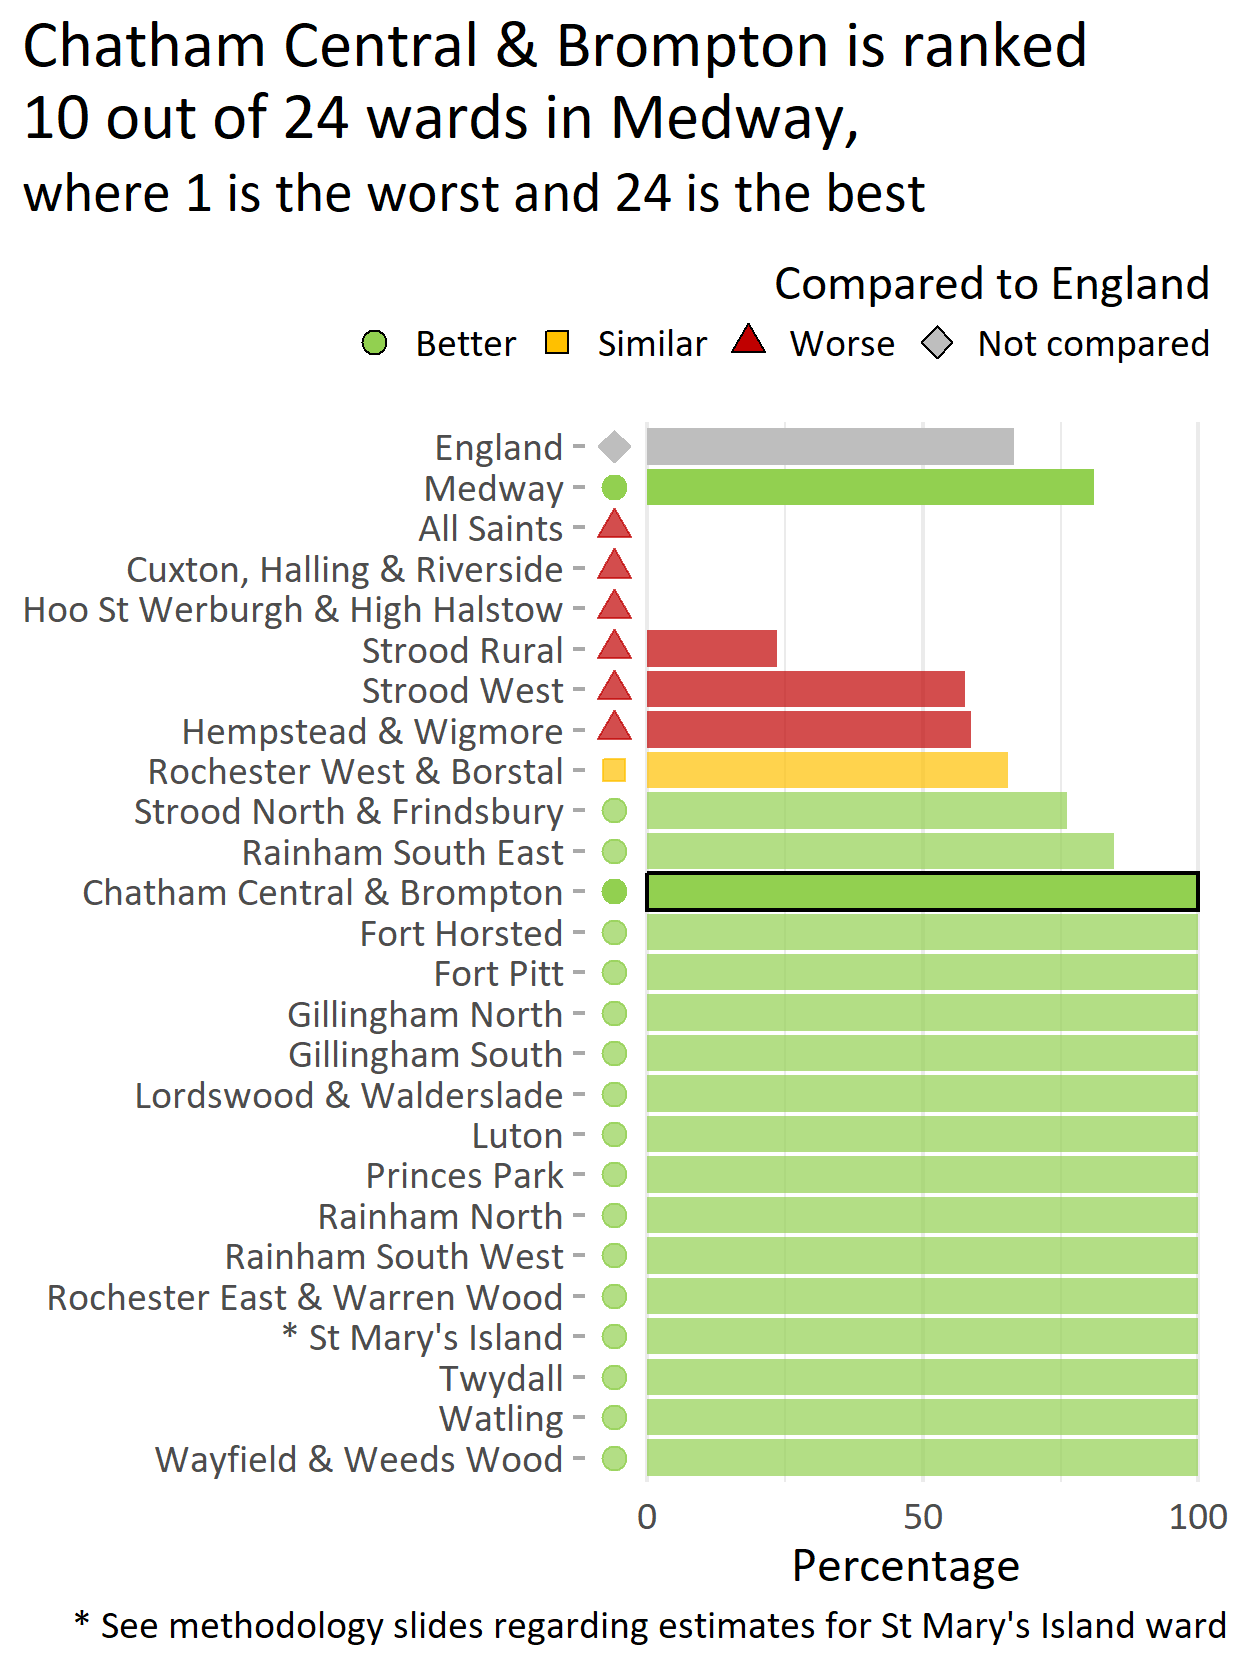 Chatham Central & Brompton is ranked
10 out of 24 wards in Medway,
where 1 is the worst and 24 is the best
Compared to England
Better Similar Worse Not compared
England
Medway
All Saints
Cuxton, Halling & Riverside
Hoo St Werburgh & High Halstow
Strood Rural
Strood West
Hempstead & Wigmore
Rochester West & Borstal
Strood North & Frindsbury
Rainham South East
Chatham Central & Brompton
Fort Horsted
Fort Pitt
Gillingham North
Gillingham South
Lordswood & Walderslade
Luton
Princes Park
Rainham North
Rainham South West
Rochester East & Warren Wood
* St Mary's Island
Twydall
Watling
Wayfield & Weeds Wood
0 50 100
Percentage
* See methodology slides regarding estimates for St Mary's Island ward